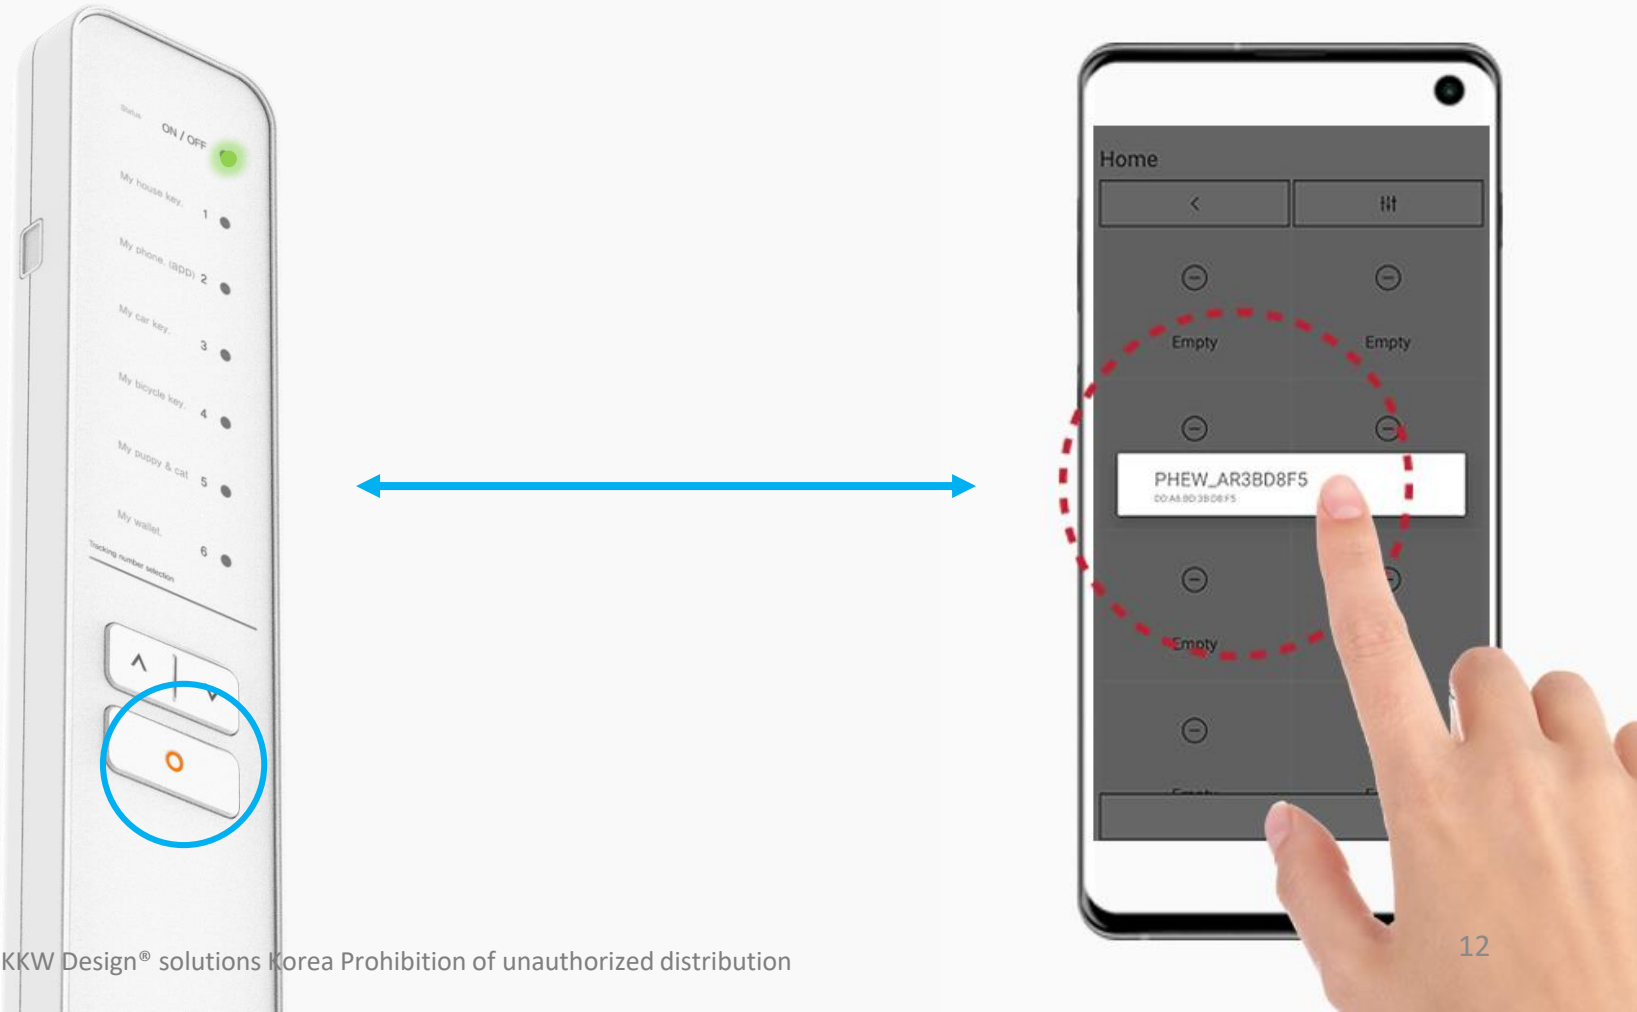 Status ON / OFF
My house key. 1
My phone. (app) 2
My car key. 3
My bicycle key. 4
My puppy & cat 5
My wallet. 6
Tracking number selection
Home
Empty Empty
PHEW_AR3BD8F5
Empty
Empty
KKW Design® solutions Korea Prohibition of unauthorized distribution
12